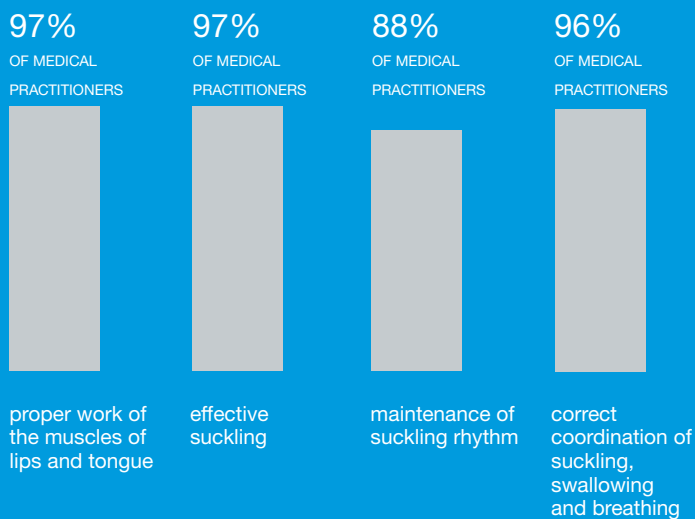 97%
OF MEDICAL
PRACTITIONERS
proper work of
the muscles of
lips and tongue
97%
OF MEDICAL
PRACTITIONERS
effective
suckling
88%
OF MEDICAL
PRACTITIONERS
maintenance of
suckling rhythm
96%
OF MEDICAL
PRACTITIONERS
correct
coordination of
suckling,
swallowing
and breathing